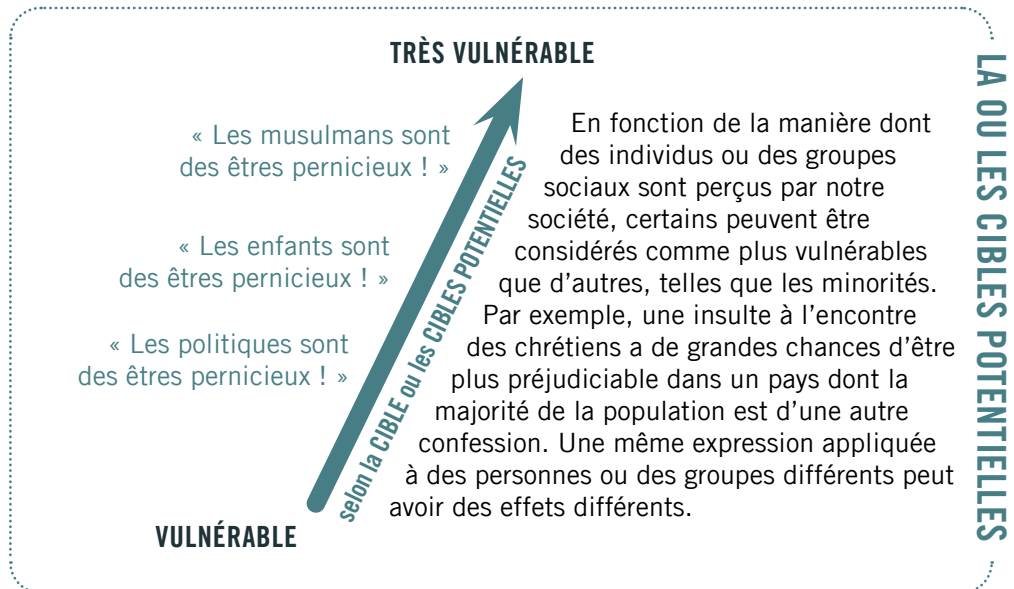 TRÈS VULNÉRABLE
« Les musulmans sont
des êtres pernicieux ! »
« Les enfants sont
des êtres pernicieux ! »
« Les politiques sont
des êtres pernicieux ! »
VULNÉRABLE
selon la CIBLE ou les CIBLES POTENTIELLES
En fonction de la manière dont
des individus ou des groupes
sociaux sont perçus par notre
société, certains peuvent être
considérés comme plus vulnérables
que d’autres, telles que les minorités.
Par exemple, une insulte à l’encontre
des chrétiens a de grandes chances d’être
plus préjudiciable dans un pays dont la
majorité de la population est d’une autre
confession. Une même expression appliquée
à des personnes ou des groupes différents peut
avoir des effets différents.
LA OU LES CIBLES POTENTIELLES